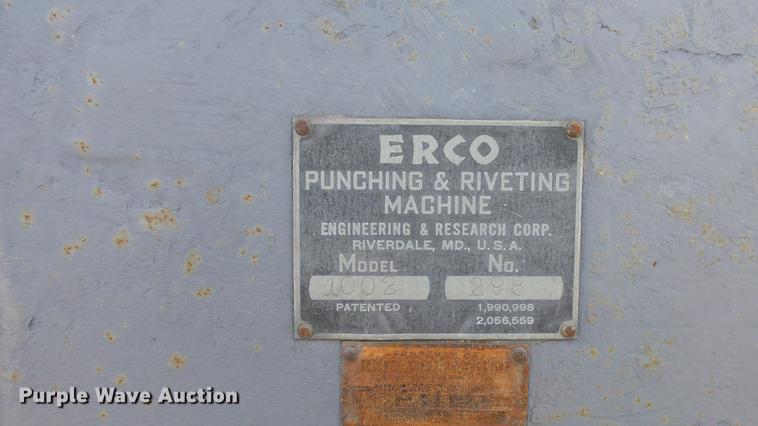 ERCO
PUNCHING & RIVETING
MACHINE
ENGINEERING & RESEARCH CORP.
RIVERDALE, MD., U.S.A.
MODEL No.
1002 298
PATENTED 1,990,998
2,056,559
Purple Wave Auction